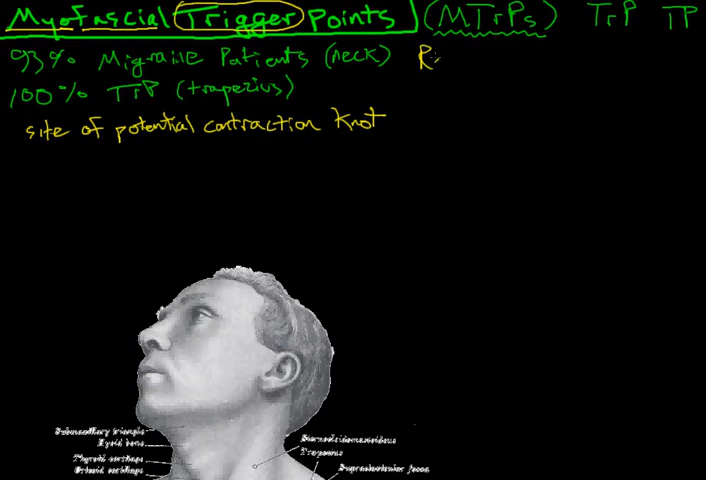 Myofascial Trigger Points (MTrPs) TrP TP
93% Migraine Patients (neck) R
100% TrP (trapezius)
site of potential contraction knot
Submaxillary triangle
Hyoid bone
Sternocleidomastoideus
Thyroid cartilage
Trapezius
Cricoid cartilage
Supraclavicular fossa